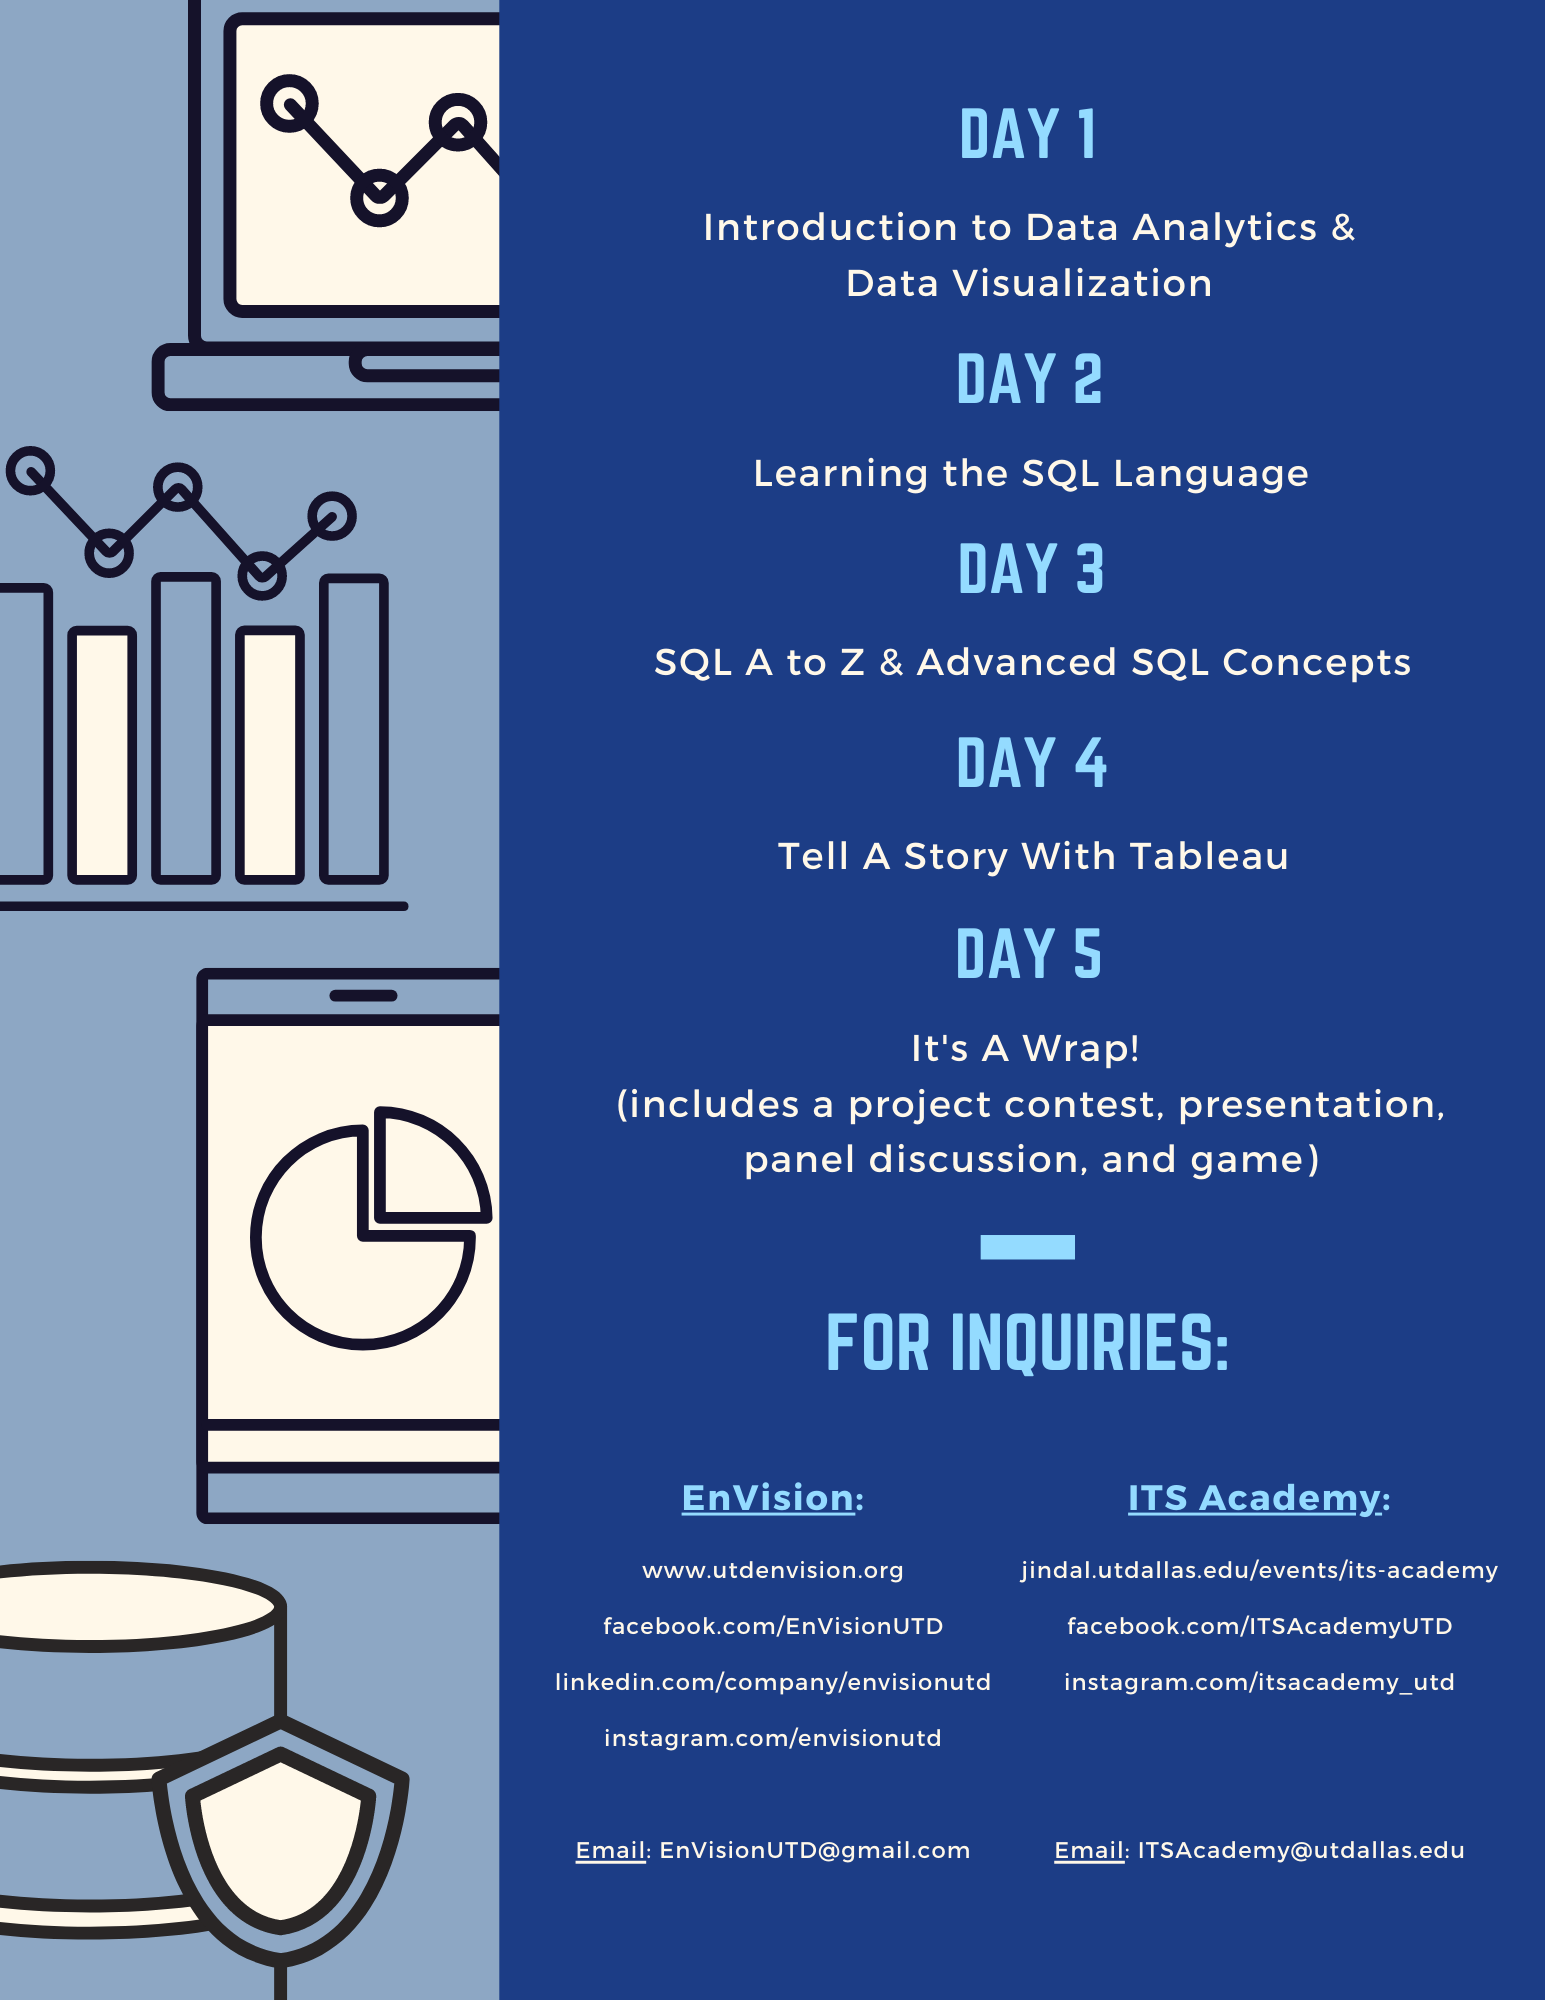 DAY 1
Introduction to Data Analytics &
Data Visualization
DAY 2
Learning the SQL Language
DAY 3
SQL A to Z & Advanced SQL Concepts
DAY 4
Tell A Story With Tableau
DAY 5
It's A Wrap!
(includes a project contest, presentation,
panel discussion, and game)
FOR INQUIRIES:
EnVision:
www.utdenvision.org
facebook.com/EnVisionUTD
linkedin.com/company/envisionutd
instagram.com/envisionutd
Email: EnVisionUTD@gmail.com
ITS Academy:
jindal.utdallas.edu/events/its-academy
facebook.com/ITSAcademyUTD
instagram.com/itsacademy_utd
Email: ITSAcademy@utdallas.edu